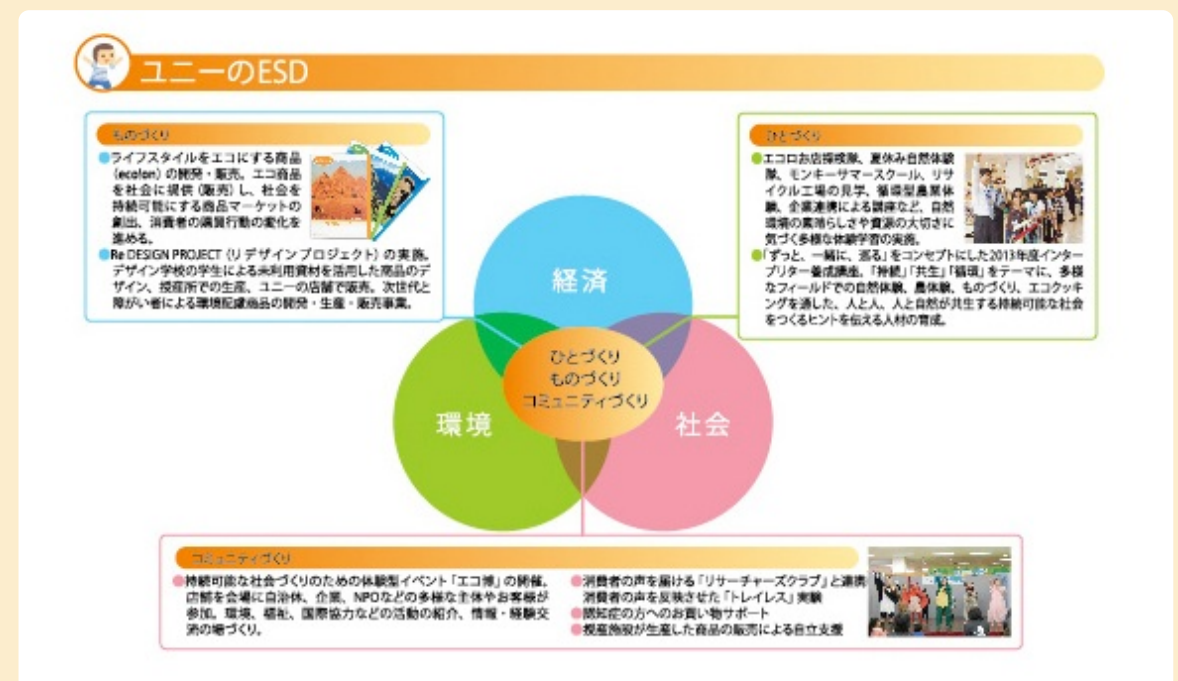 ユニーのESD
ものづくり
●ライフスタイルをエコにする商品
(ecolon)の開発・販売。エコ商品
を社会に提供(販売)し、社会を
持続可能にする商品マーケットの
創出、消費者の購買行動の変化を
進める。
●Re DESIGN PROJECT(リデザインプロジェクト)の実施。
デザイン学校の学生による未利用資材を活用した商品のデ
ザイン、授産所での生産、ユニーの店舗で販売。次世代と
障がい者による環境配慮商品の開発・生産・販売事業。
ひとづくり
●エコロお店探検隊、夏休み自然体験
隊、モンキーサマースクール、リサ
イクル工場の見学、循環型農業体
験、企業連携による講座など、自然
環境の素晴らしさや資源の大切さに
気づく多様な体験学習の実施。
●「ずっと、一緒に、巡る」をコンセプトにした2013年度インター
プリター養成講座。「持続」「共生」「循環」をテーマに、多様
なフィールドでの自然体験、農体験、ものづくり、エコクッキ
ングを通した、人と人、人と自然が共生する持続可能な社会
をつくるヒントを伝える人材の育成。
経済
ひとづくり
ものづくり
コミュニティづくり
環境
社会
コミュニティづくり
●持続可能な社会づくりのための体験型イベント「エコ博」の開催。
店舗を会場に自治体、企業、NPOなどの多様な主体やお客様が
参加。環境、福祉、国際協力などの活動の紹介、情報・経験交
流の場づくり。
●消費者の声を届ける「リサーチャーズクラブ」と連携
消費者の声を反映させた「トレイレス」実験
●認知症の方へのお買い物サポート
●授産施設が生産した商品の販売による自立支援